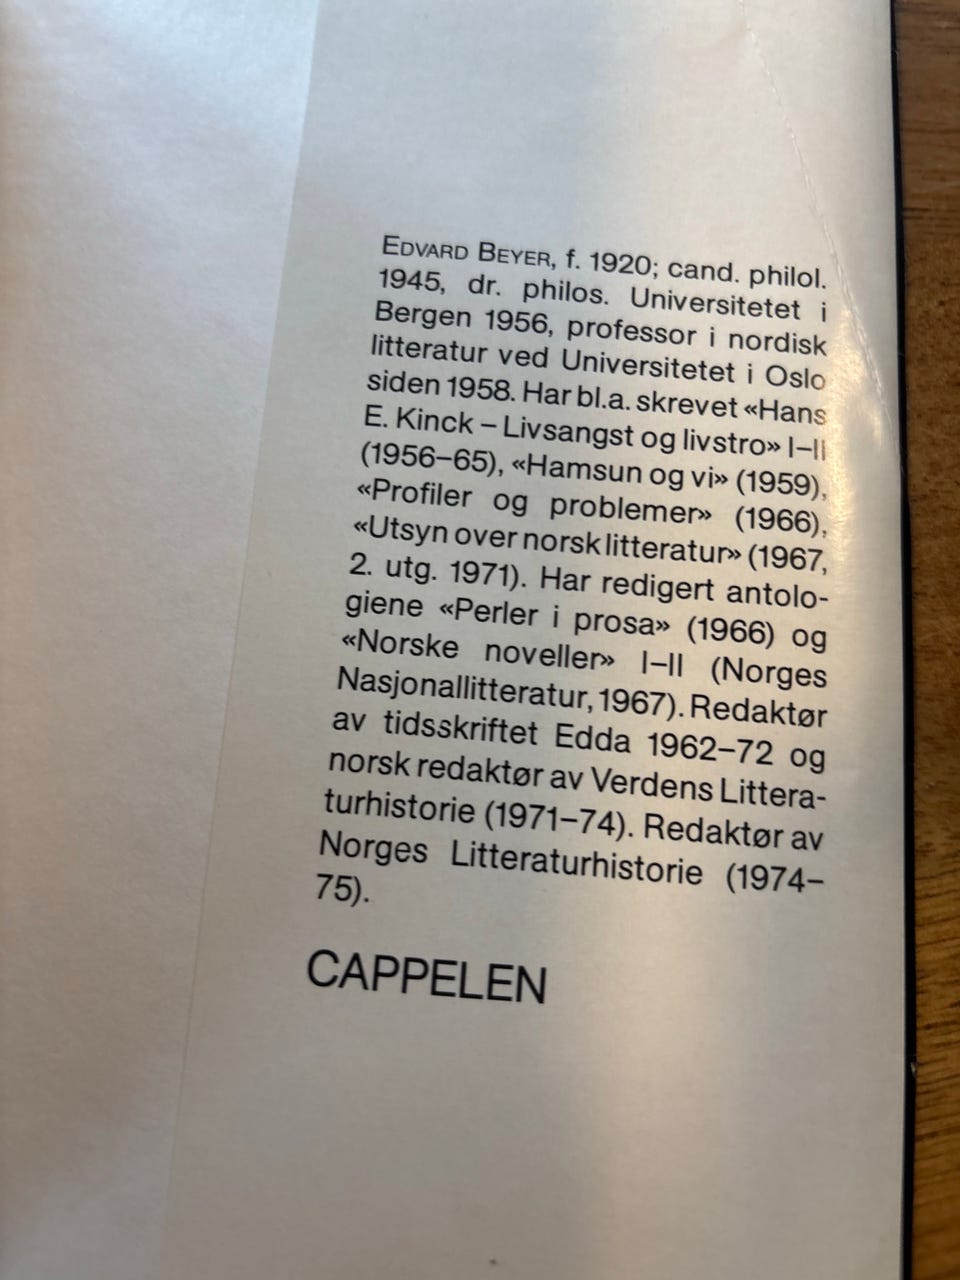 EDVARD BEYER, f. 1920; cand. philol.
1945, dr. philos. Universitetet i
Bergen 1956, professor i nordisk
litteratur ved Universitetet i Oslo
siden 1958. Har bl.a. skrevet «Hans
E. Kinck – Livsangst og livstro» I–II
(1956–65), «Hamsun og vi» (1959),
«Profiler og problemer» (1966),
«Utsyn over norsk litteratur» (1967,
2. utg. 1971). Har redigert antolo-
giene «Perler i prosa» (1966) og
«Norske noveller» I–II (Norges
Nasjonallitteratur, 1967). Redaktør
av tidsskriftet Edda 1962–72 og
norsk redaktør av Verdens Littera-
turhistorie (1971–74). Redaktør av
Norges Litteraturhistorie (1974–
75).
CAPPELEN